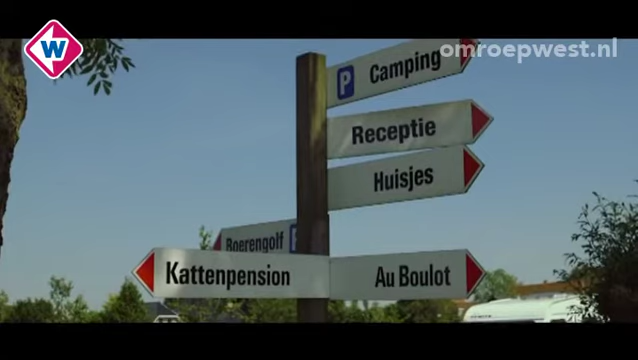 W
omroepwest.nl
P Camping
Receptie
Huisjes
Boerengolf P
Kattenpension
Au Boulot